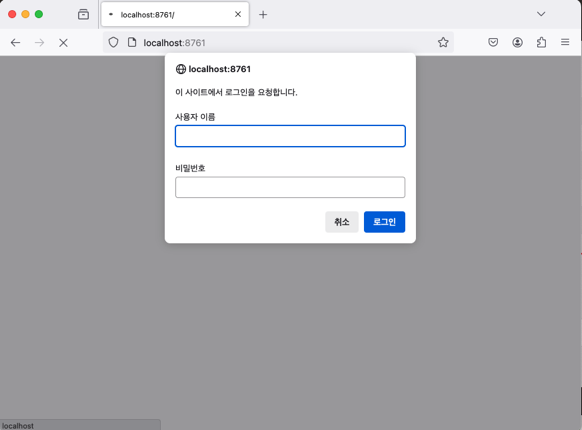 localhost:8761/
localhost:8761
localhost:8761
이 사이트에서 로그인을 요청합니다.
사용자 이름
비밀번호
취소
로그인
localhost